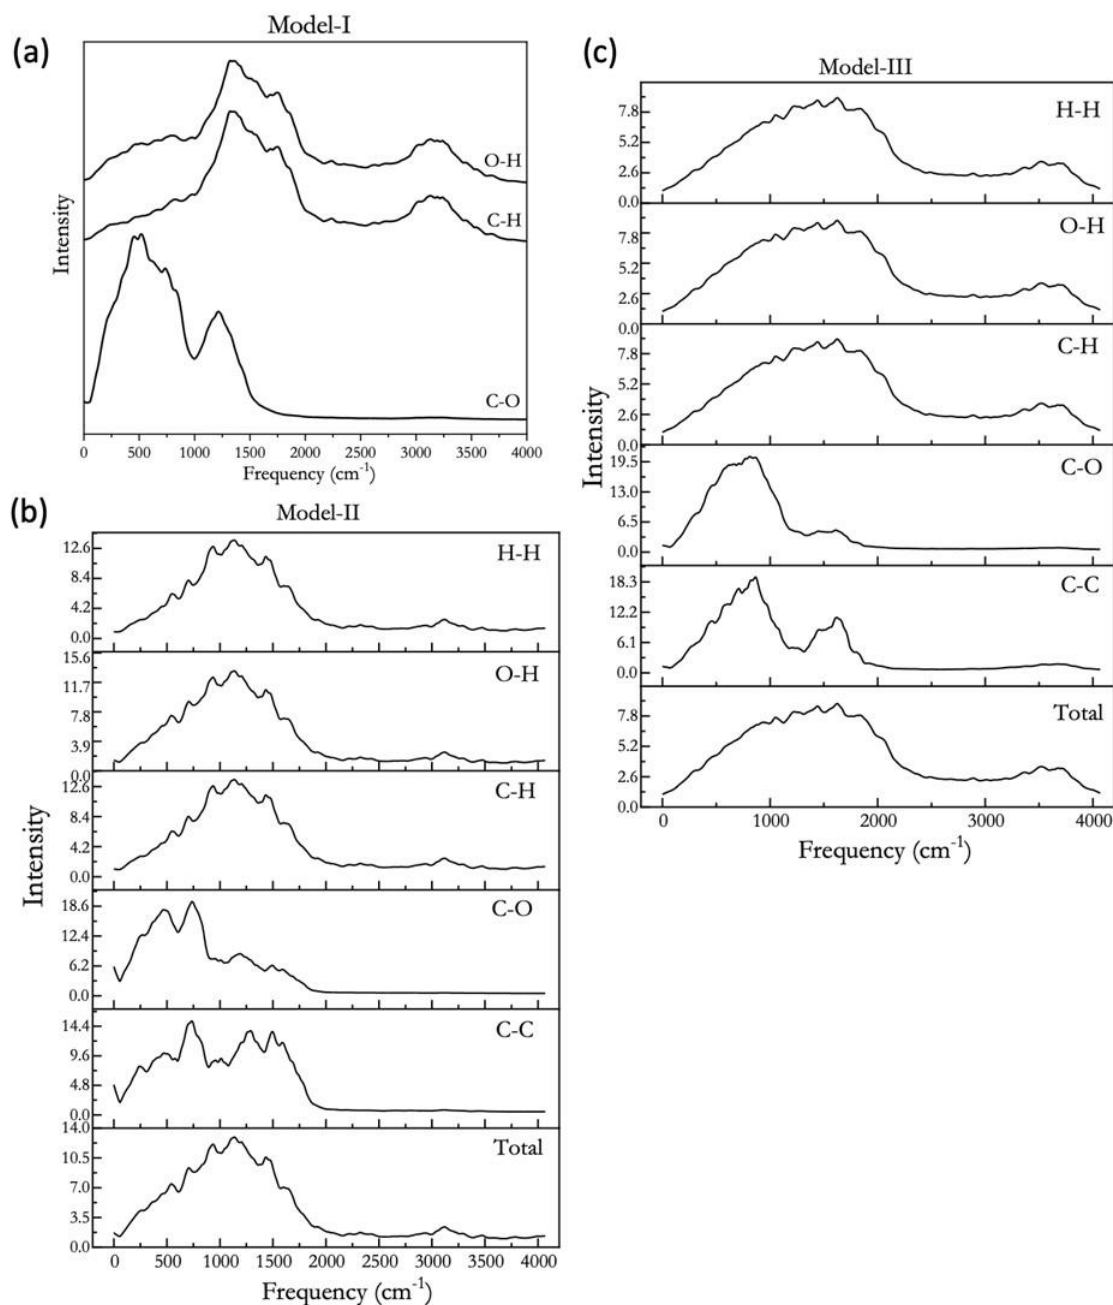 (a)
Model-I
Intensity
O-H
C-H
C-O
0 500 1000 1500 2000 2500 3000 3500 4000
Frequency (cm-1)
(b)
Model-II
Intensity
12.6
8.4
4.2
0.0
H-H
15.6
11.7
7.8
3.9
O-H
9.0
12.6
8.4
4.2
0.0
C-H
18.6
12.4
6.2
0.0
C-O
14.4
9.6
4.8
0.0
C-C
14.0
10.5
7.0
3.5
0.0
Total
0 500 1000 1500 2000 2500 3000 3500 4000
Frequency (cm-1)
(c)
Model-III
Intensity
7.8
5.2
2.6
H-H
7.8
5.2
2.6
0.0
O-H
7.8
5.2
2.6
0.0
C-H
19.5
13.0
6.5
0.0
C-O
18.3
12.2
6.1
0.0
C-C
7.8
5.2
2.6
0.0
Total
0 1000 2000 3000 4000
Frequency (cm-1)